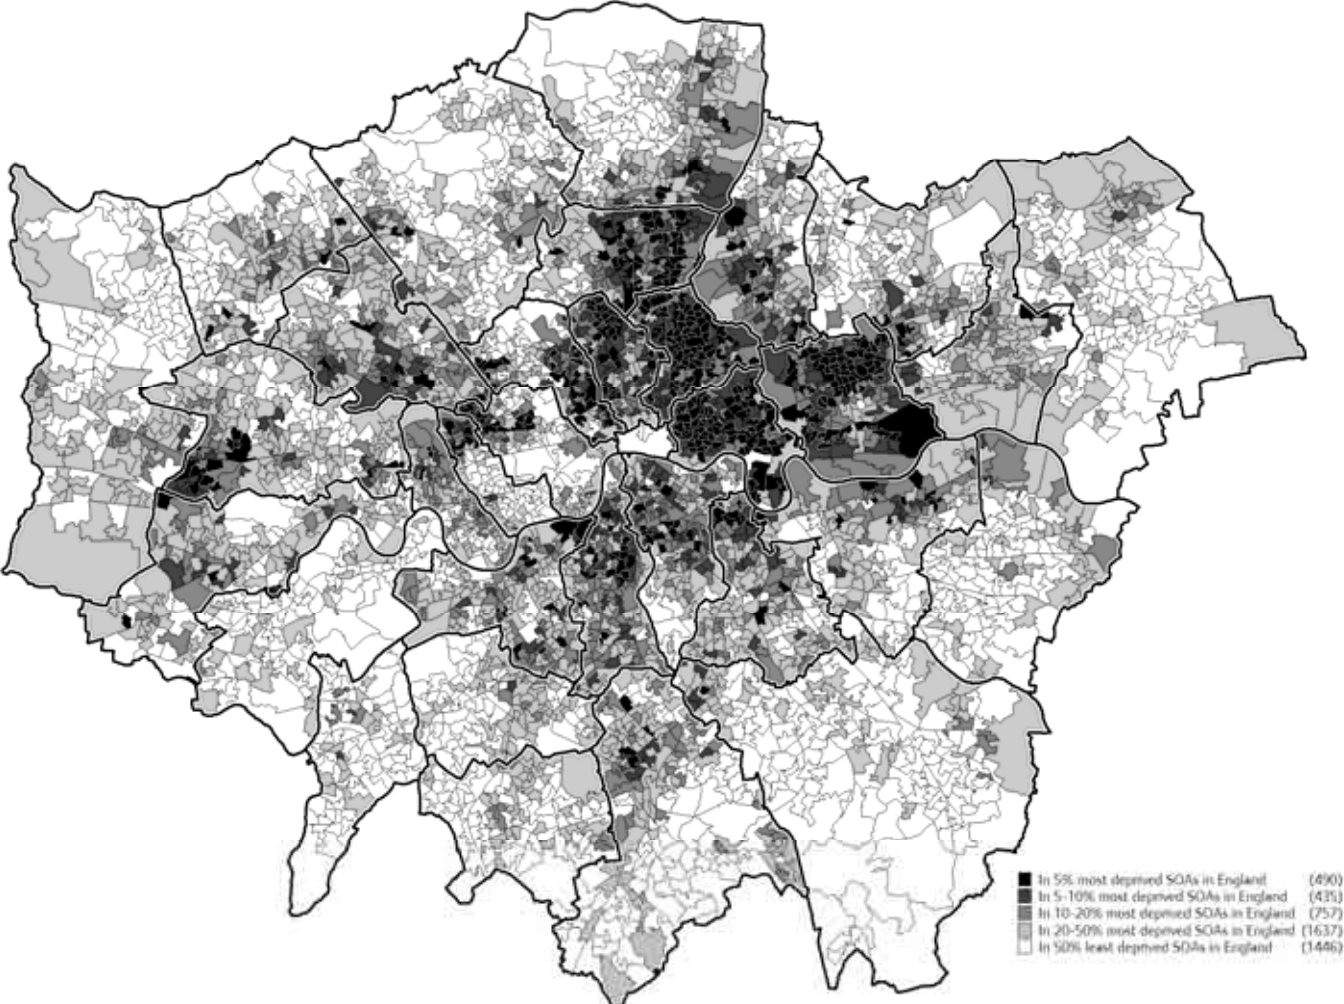 In 5% most deprived SOAs in England (490)
In 5-10% most deprived SOAs in England (435)
In 10-20% most deprived SOAs in England (757)
In 20-50% most deprived SOAs in England (1637)
In 50% least deprived SOAs in England (1446)